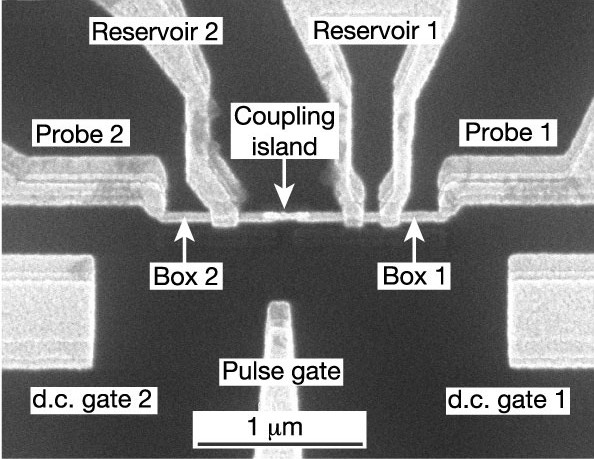 Reservoir 2
Reservoir 1
Coupling
island
Probe 2
Probe 1
Box 2
Box 1
Pulse gate
d.c. gate 2
d.c. gate 1
1 μm